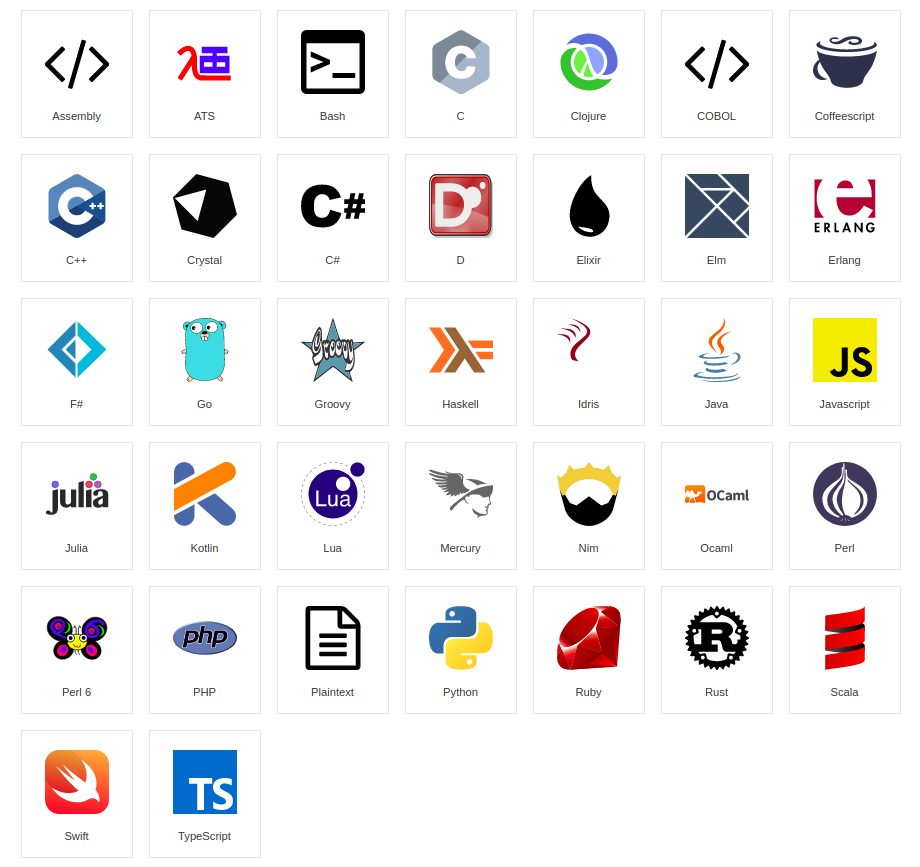 </>
ATS
>_
C
Clojure
</>
COBOL
Coffeescript
Assembly
Bash
C
C++
Crystal
C#
C#
D
D
Elixir
Elm
e
ERLANG
Erlang
F#
Go
Groovy
Groovy
Haskell
Idris
Java
JS
Javascript
julia
Julia
Kotlin
Lua
Lua
Mercury
Nim
OCaml
Ocaml
Perl
Perl 6
php
PHP
Plaintext
Python
Ruby
R
Rust
Scala
Swift
TS
TypeScript